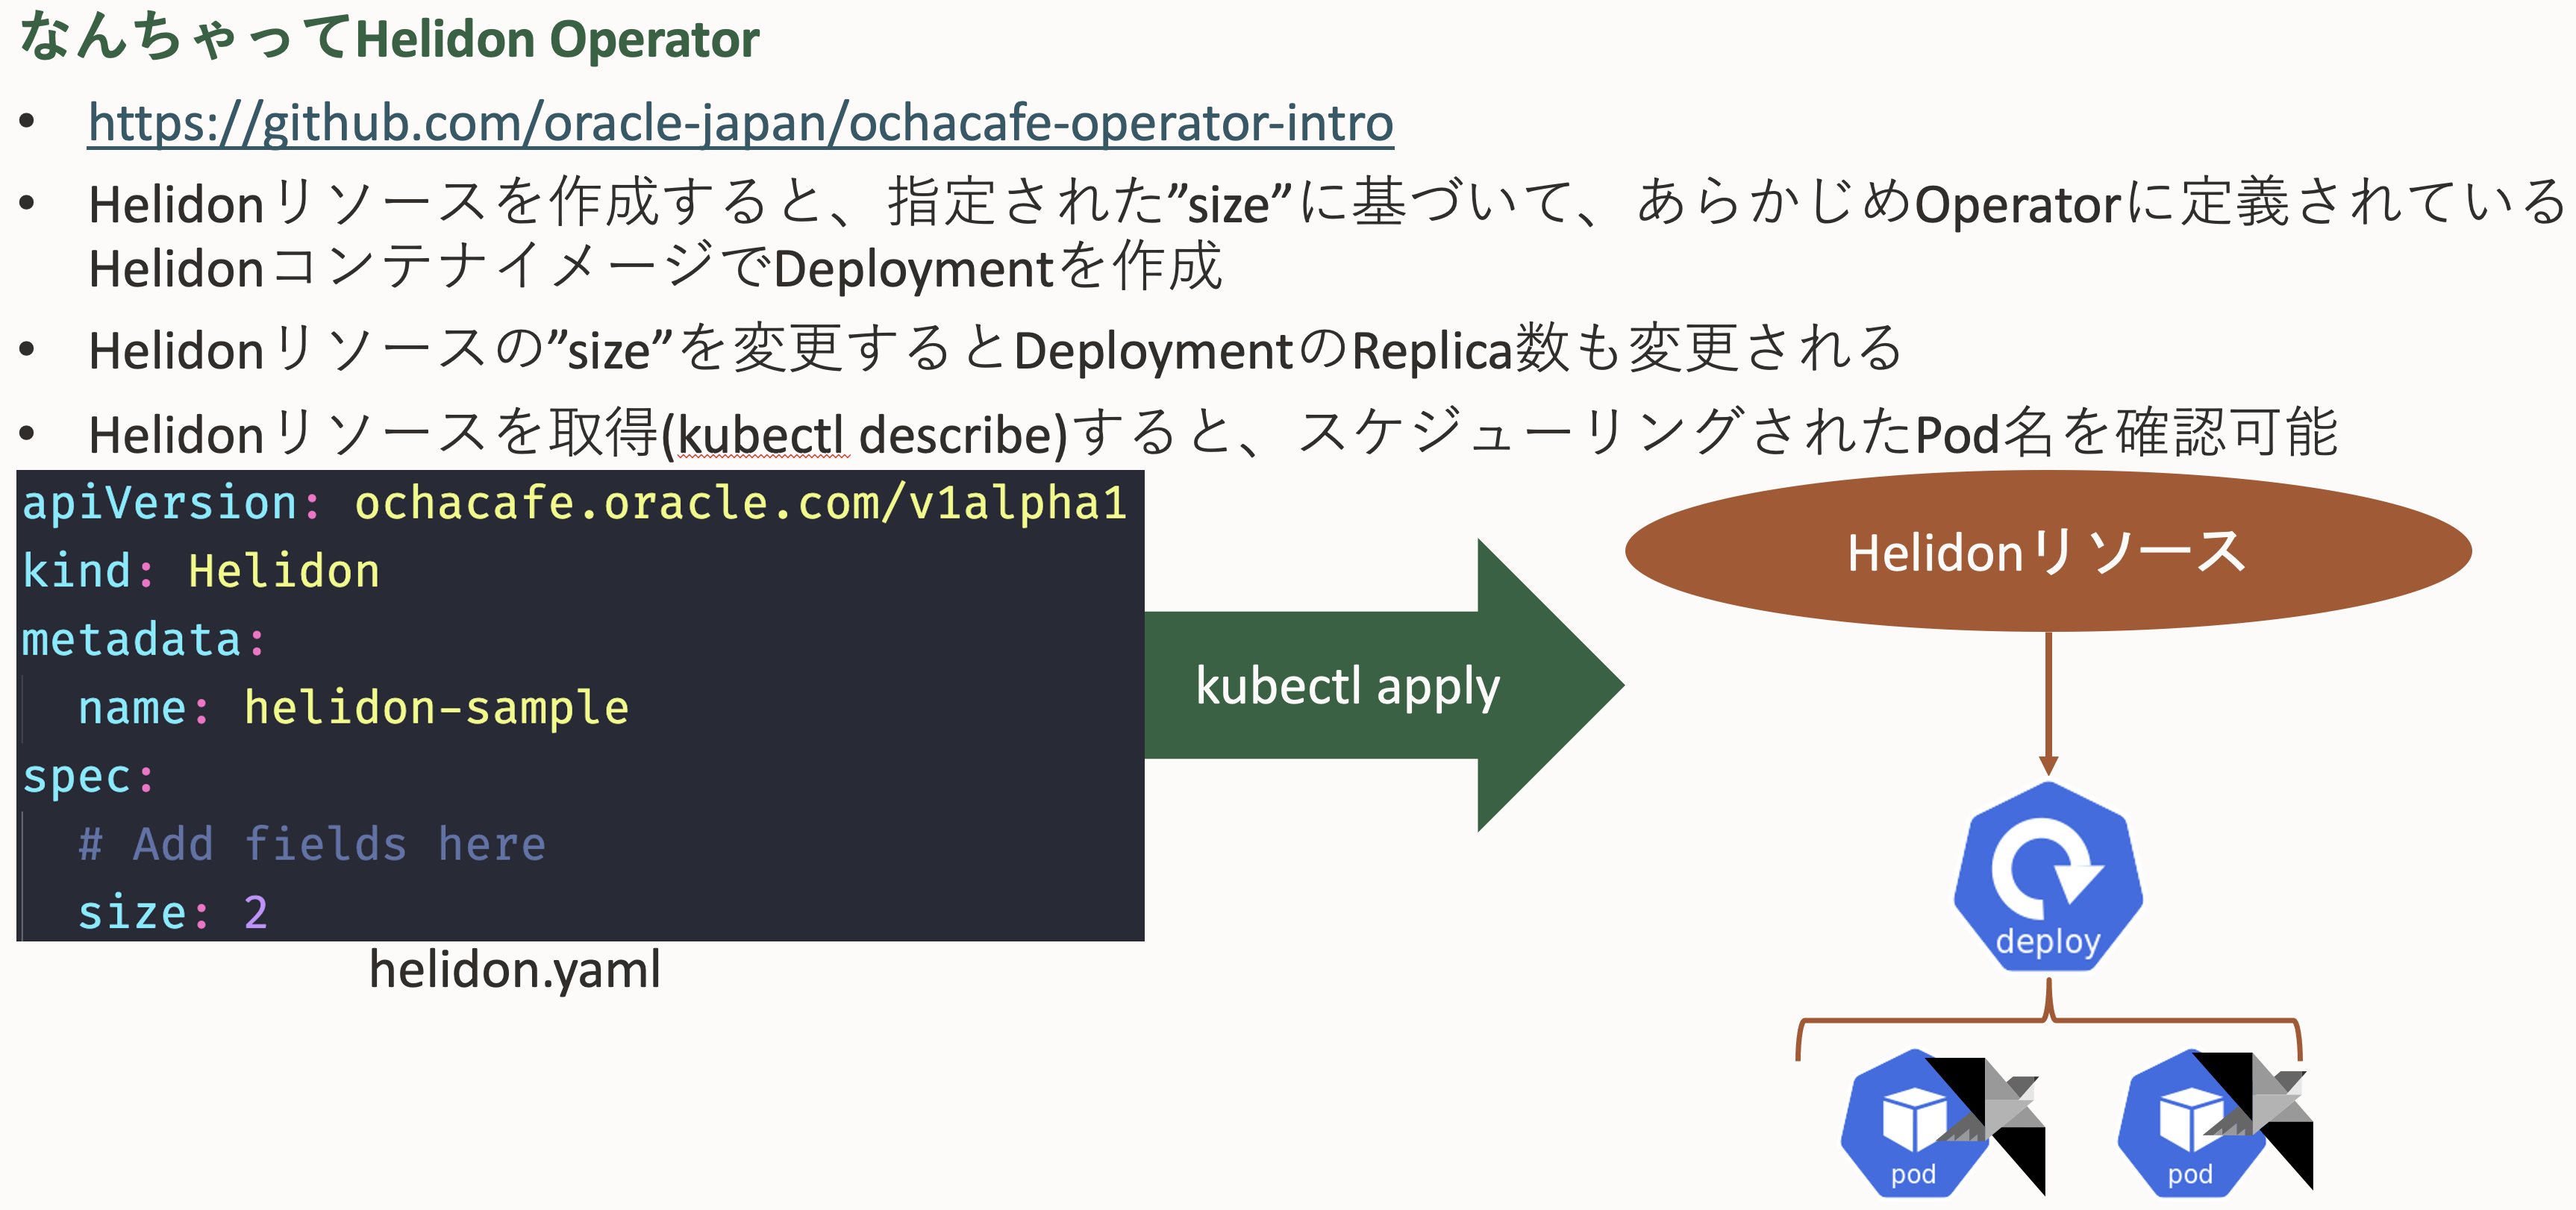 なんちゃってHelidon Operator
• https://github.com/oracle-japan/ochacafe-operator-intro
• Helidonリソースを作成すると、指定された”size”に基づいて、あらかじめOperatorに定義されている
HelidonコンテナイメージでDeploymentを作成
• Helidonリソースの”size”を変更するとDeploymentのReplica数も変更される
• Helidonリソースを取得(kubectl describe)すると、スケジューリングされたPod名を確認可能
apiVersion: ochacafe.oracle.com/v1alpha1
kind: Helidon
metadata:
  name: helidon-sample
spec:
  # Add fields here
  size: 2
helidon.yaml
kubectl apply
Helidonリソース
deploy
pod
pod